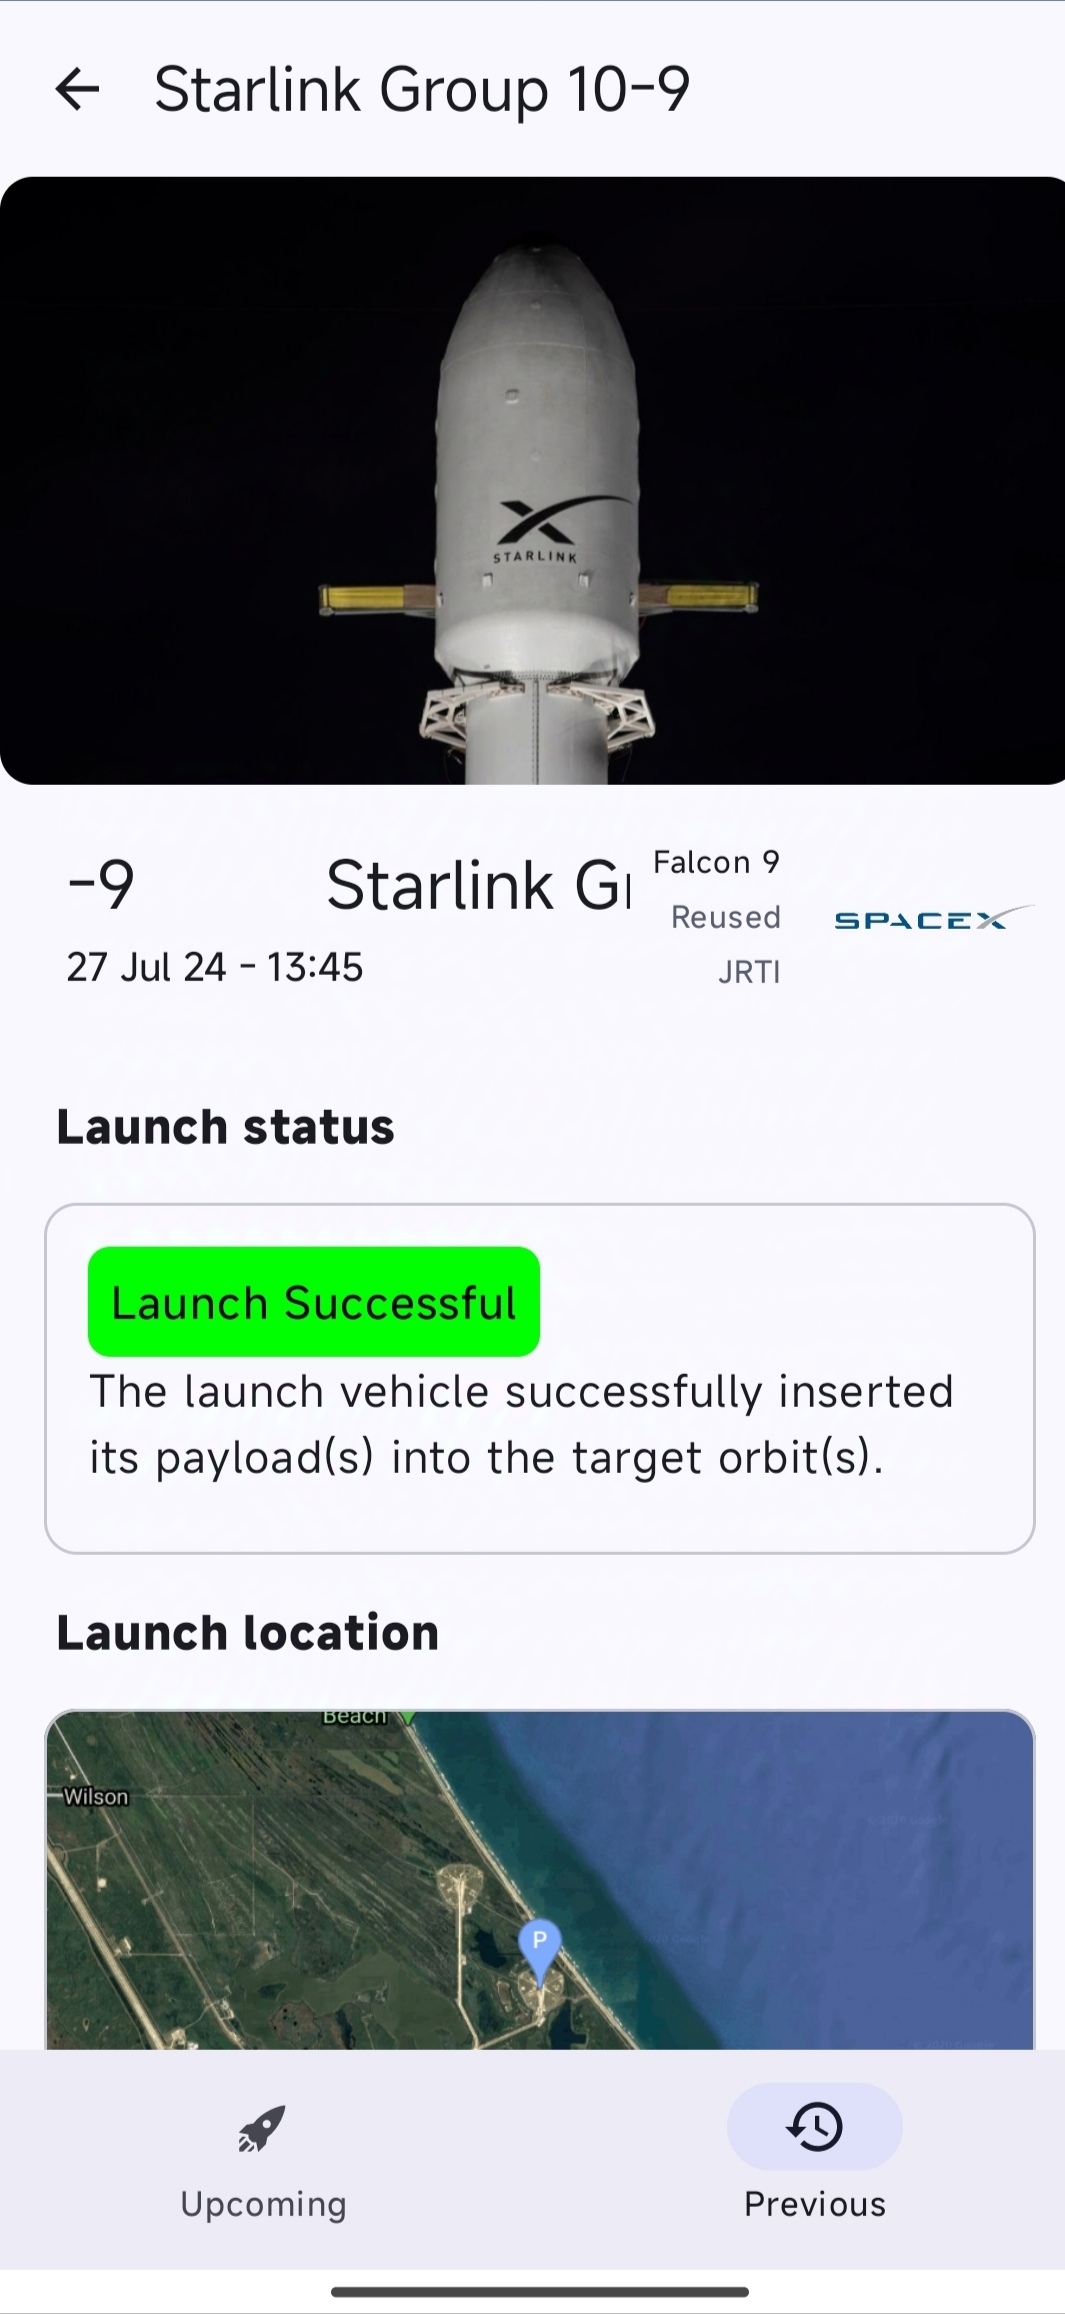 Starlink Group 10-9
STARLINK
-9 Starlink G
27 Jul 24 - 13:45
Falcon 9
Reused
JRTI
SPACEX
Launch status
Launch Successful
The launch vehicle successfully inserted
its payload(s) into the target orbit(s).
Launch location
Beach
Wilson
P
Upcoming
Previous